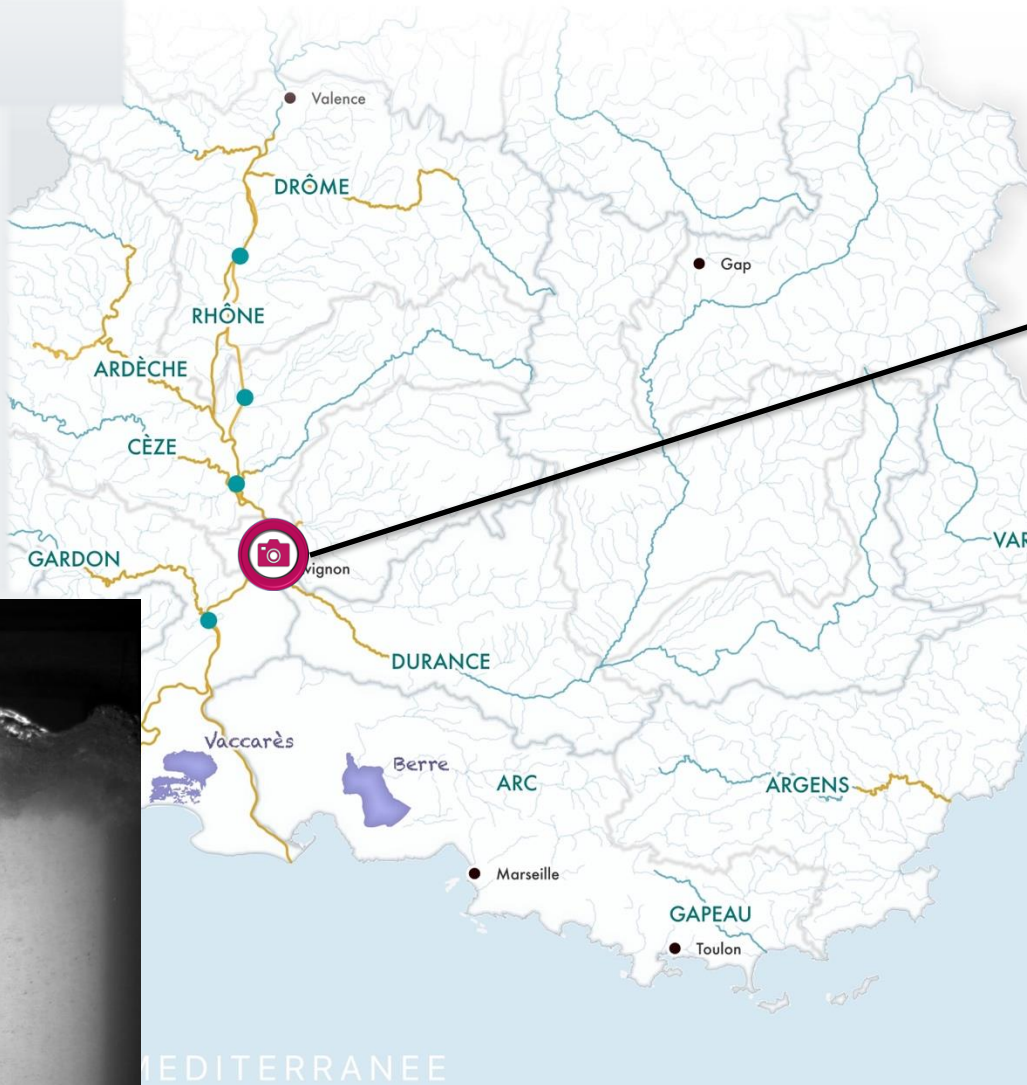 Valence
DRÔME
Gap
RHÔNE
ARDÈCHE
CÈZE
VAR
GARDON
vignon
DURANCE
Vaccarès
Berre
ARC
ARGENS
Marseille
GAPEAU
Toulon
MEDITERRANEE